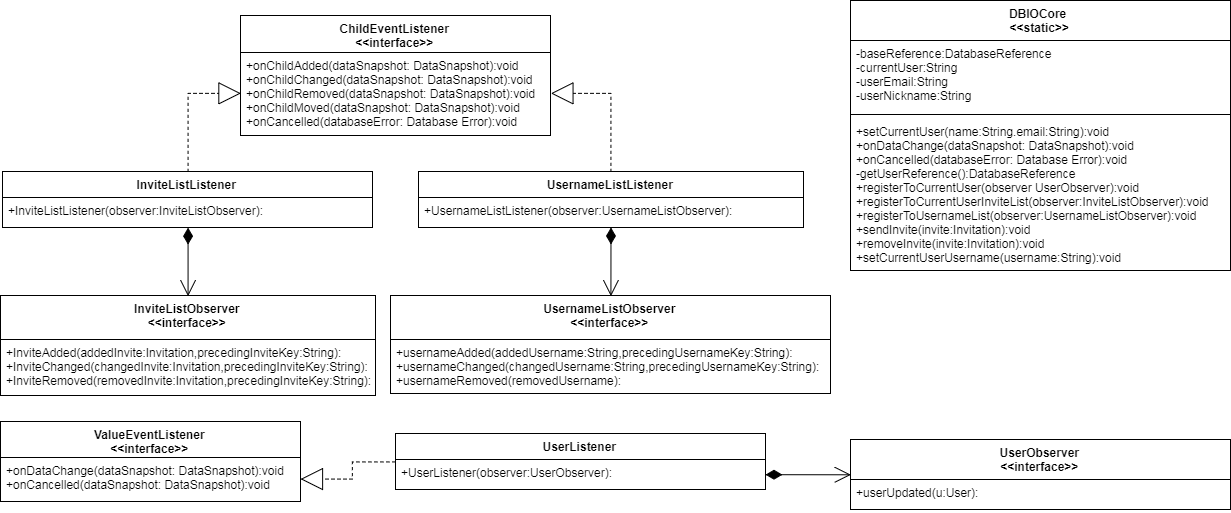 ChildEventListener
<<interface>>
+onChildAdded(dataSnapshot: DataSnapshot):void
+onChildChanged(dataSnapshot: DataSnapshot):void
+onChildRemoved(dataSnapshot: DataSnapshot):void
+onChildMoved(dataSnapshot: DataSnapshot):void
+onCancelled(databaseError: Database Error):void
DBIOCore
<<static>>
-baseReference:DatabaseReference
-currentUser:String
-userEmail:String
-userNickname:String
+setCurrentUser(name:String.email:String):void
+onDataChange(dataSnapshot: DataSnapshot):void
+onCancelled(databaseError: Database Error):void
-getUserReference():DatabaseReference
+registerToCurrentUser(observer UserObserver):void
+registerToCurrentUserInviteList(observer:InviteListObserver):void
+registerToUsernameList(observer:UsernameListObserver):void
+sendInvite(invite:Invitation):void
+removeInvite(invite:Invitation):void
+setCurrentUserUsername(username:String):void
InviteListListener
+InviteListListener(observer:InviteListObserver):
UsernameListListener
+UsernameListListener(observer:UsernameListObserver):
InviteListObserver
<<interface>>
+InviteAdded(addedInvite:Invitation,precedingInviteKey:String):
+InviteChanged(changedInvite:Invitation,precedingInviteKey:String):
+InviteRemoved(removedInvite:Invitation,precedingInviteKey:String):
UsernameListObserver
<<interface>>
+usernameAdded(addedUsername:String,precedingUsernameKey:String):
+usernameChanged(changedUsername:String,precedingUsernameKey:String):
+usernameRemoved(removedUsername):
ValueEventListener
<<interface>>
+onDataChange(dataSnapshot: DataSnapshot):void
+onCancelled(dataSnapshot: DataSnapshot):void
UserListener
+UserListener(observer:UserObserver):
UserObserver
<<interface>>
+userUpdated(u:User):